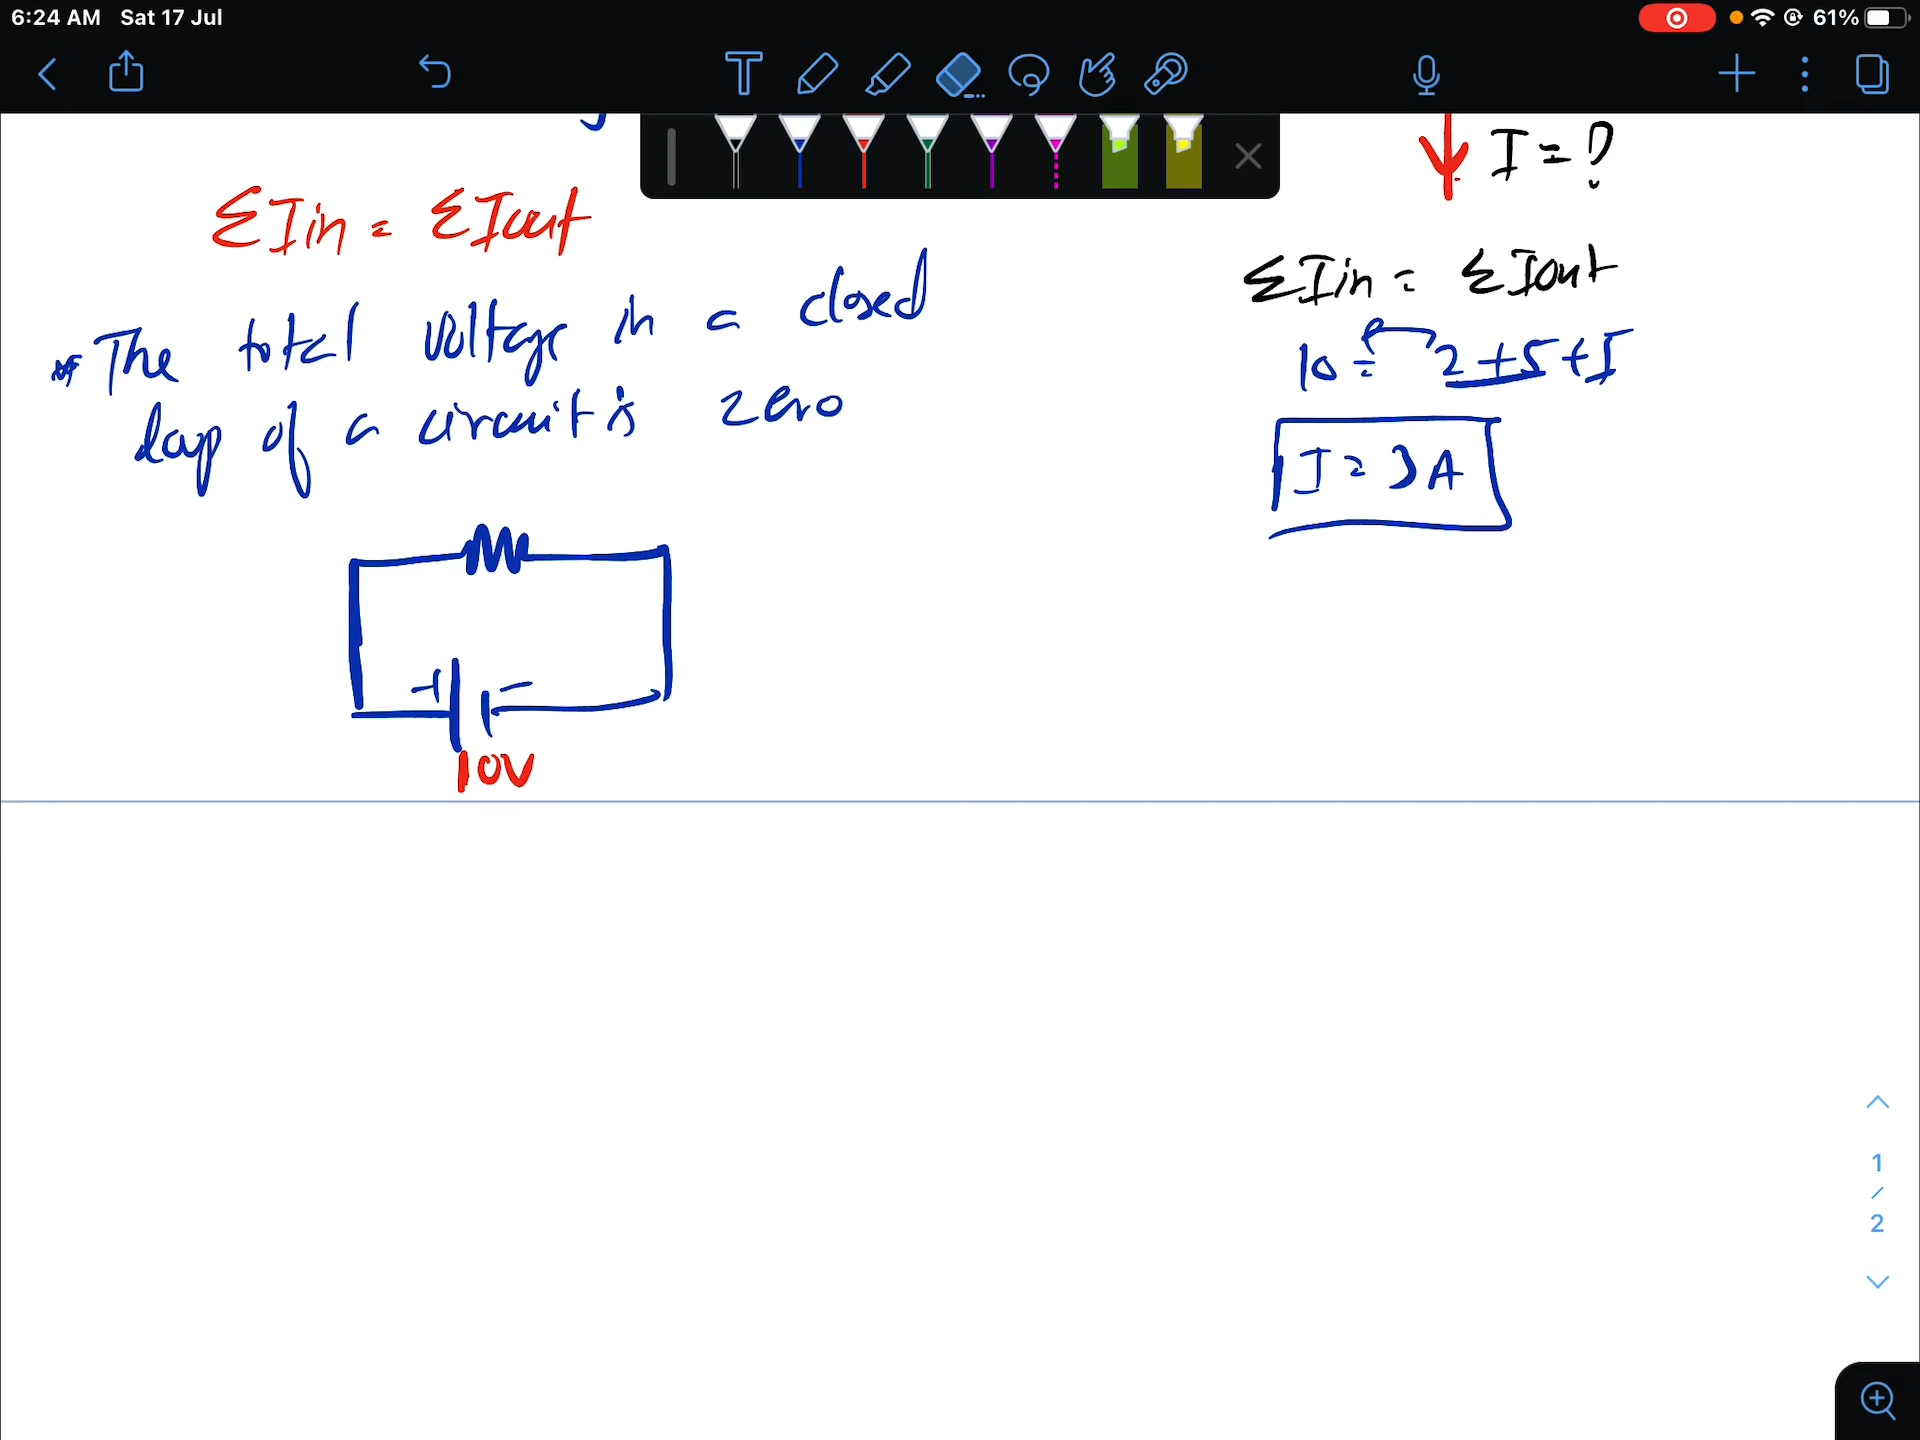 6:24 AM Sat 17 Jul
61%
T
I = ?
ΣIin = ΣIout
* The total voltage in a closed
loop of a circuit is zero
+ -
10V
ΣIin = ΣIout
10 = 2 + 5 + I
I = 3A
1
/
2